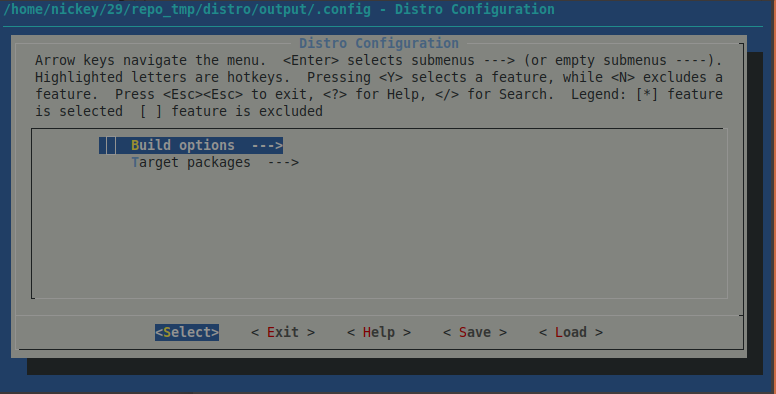 /home/nickey/29/repo_tmp/distro/output/.config - Distro Configuration
Distro Configuration
Arrow keys navigate the menu.  <Enter> selects submenus ---> (or empty submenus ----).
Highlighted letters are hotkeys.  Pressing <Y> selects a feature, while <N> excludes a
feature.  Press <Esc><Esc> to exit, <?> for Help, </> for Search.  Legend: [*] feature
is selected  [ ] feature is excluded
Build options  --->
Target packages  --->
<Select>    < Exit >    < Help >    < Save >    < Load >